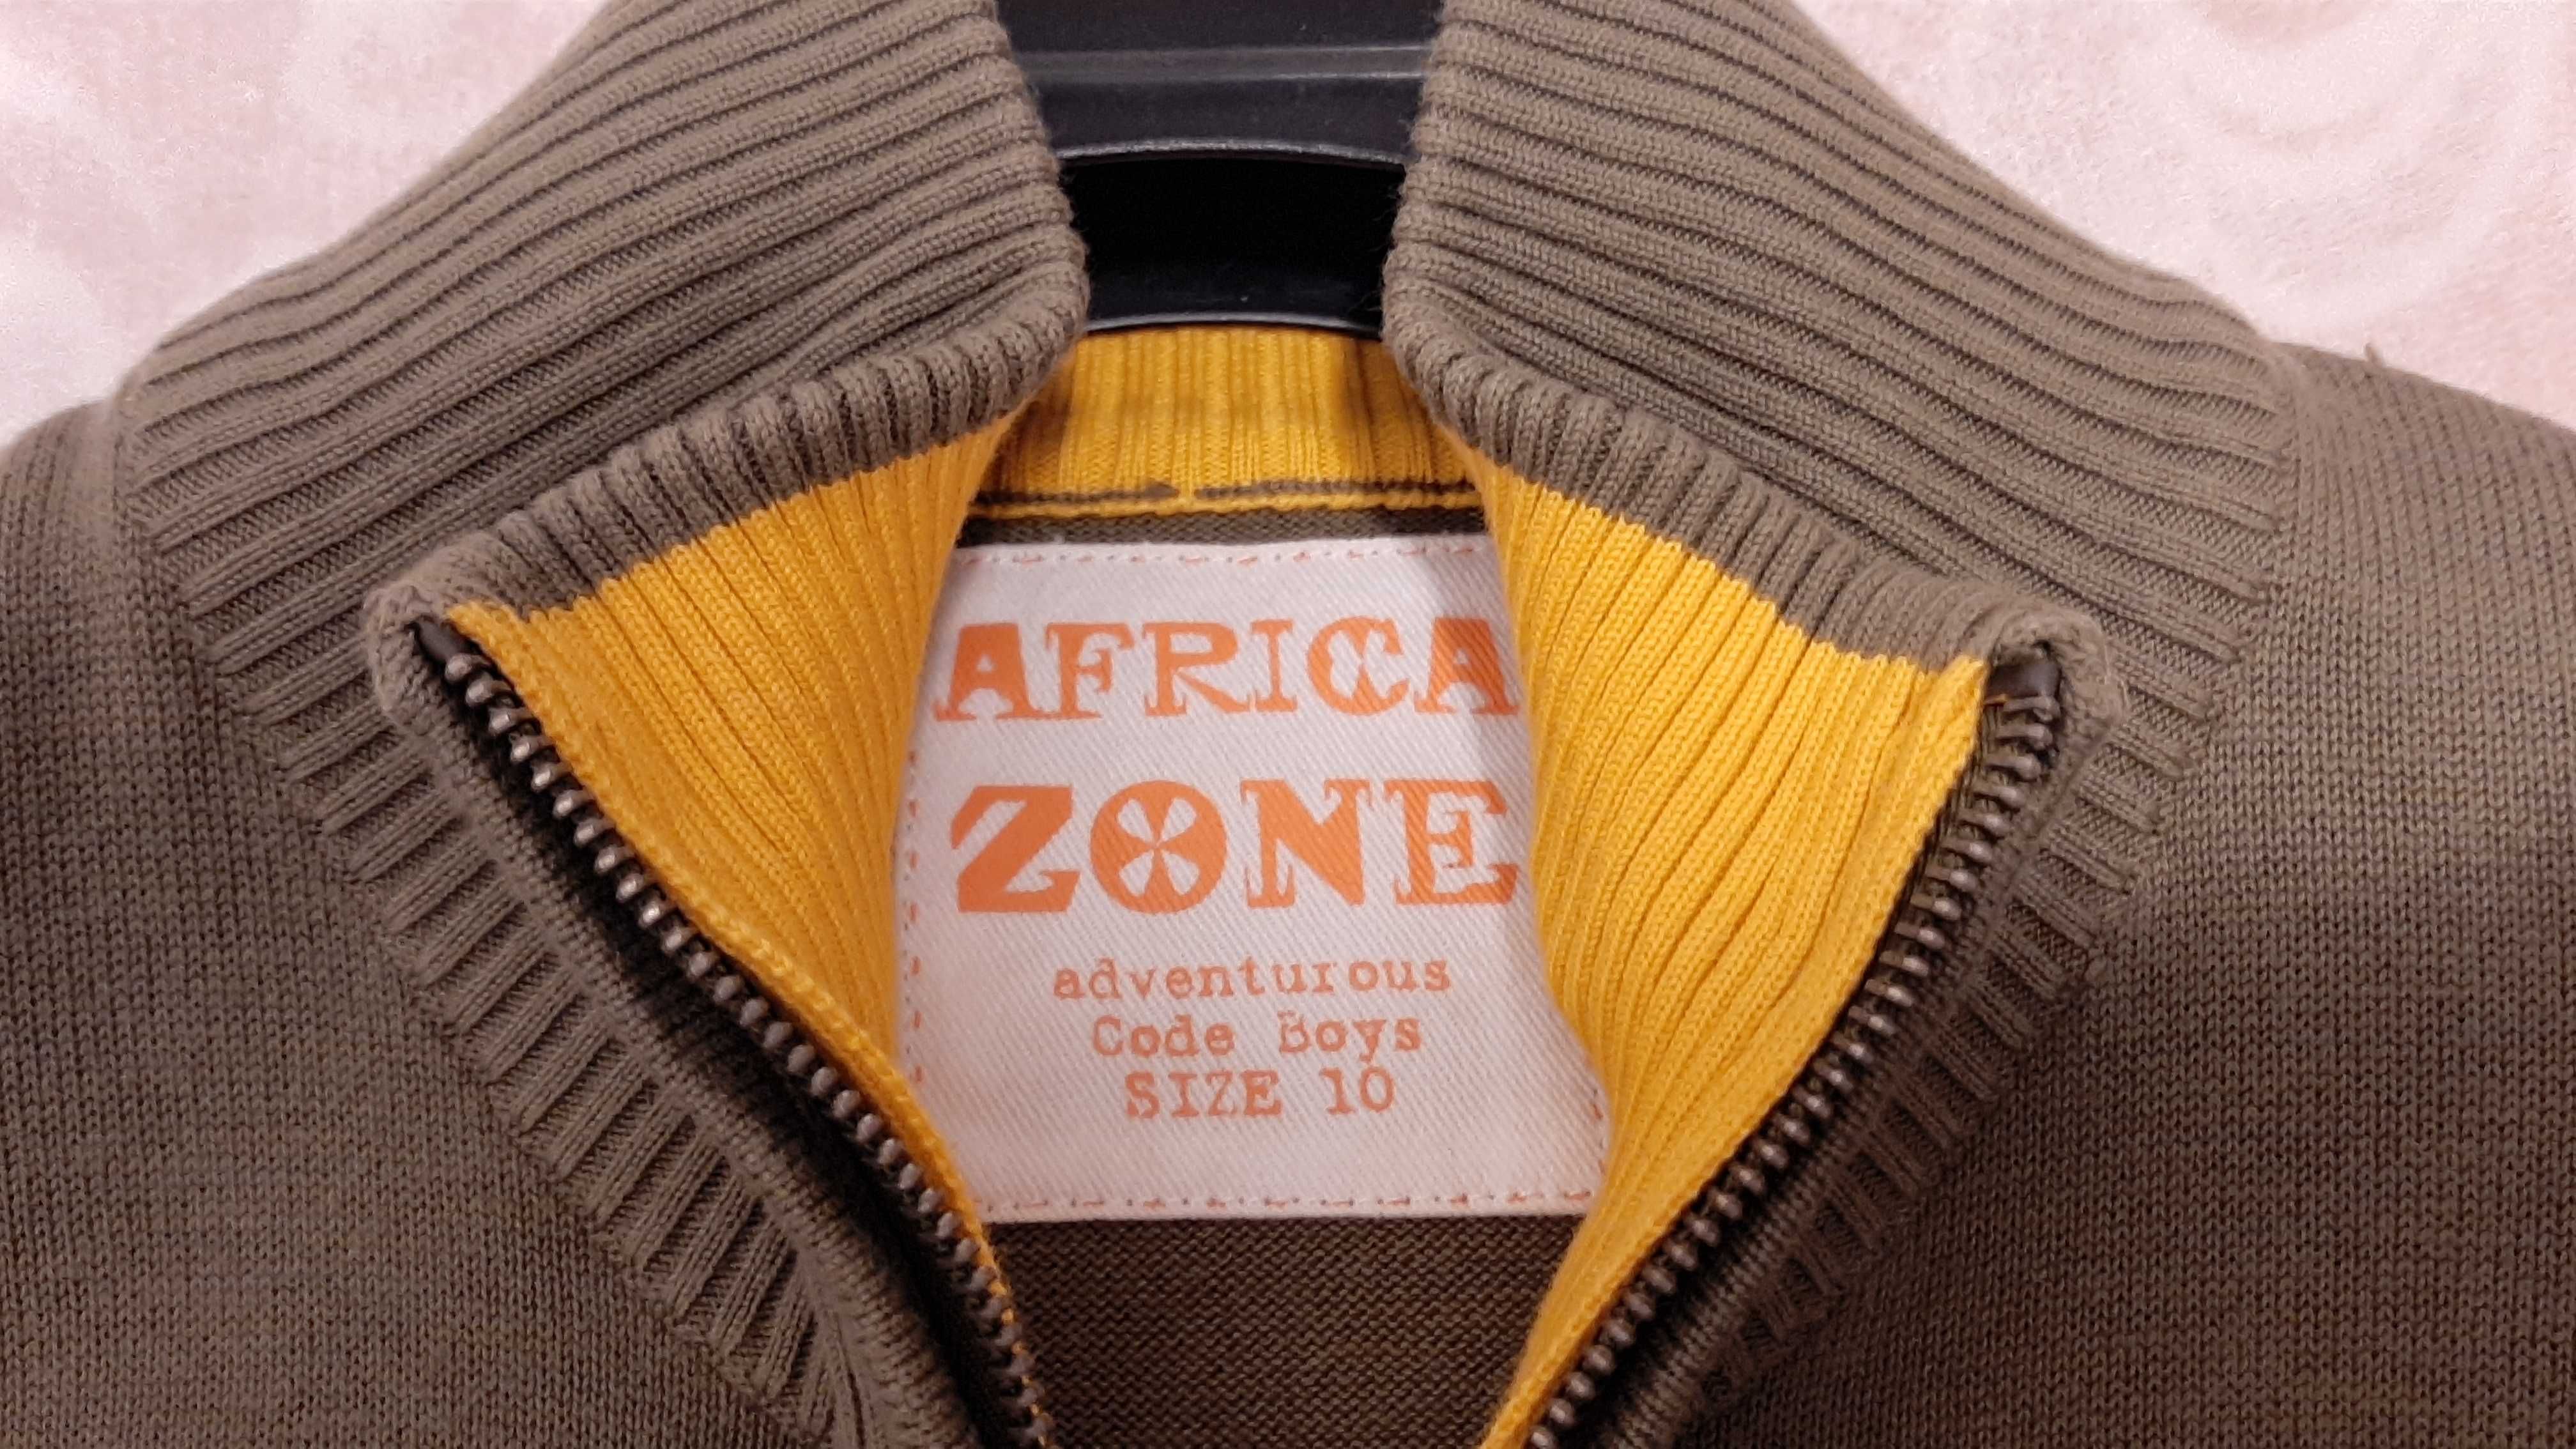 AFRICA
ZONE
adventurous
Code Boys
SIZE 10